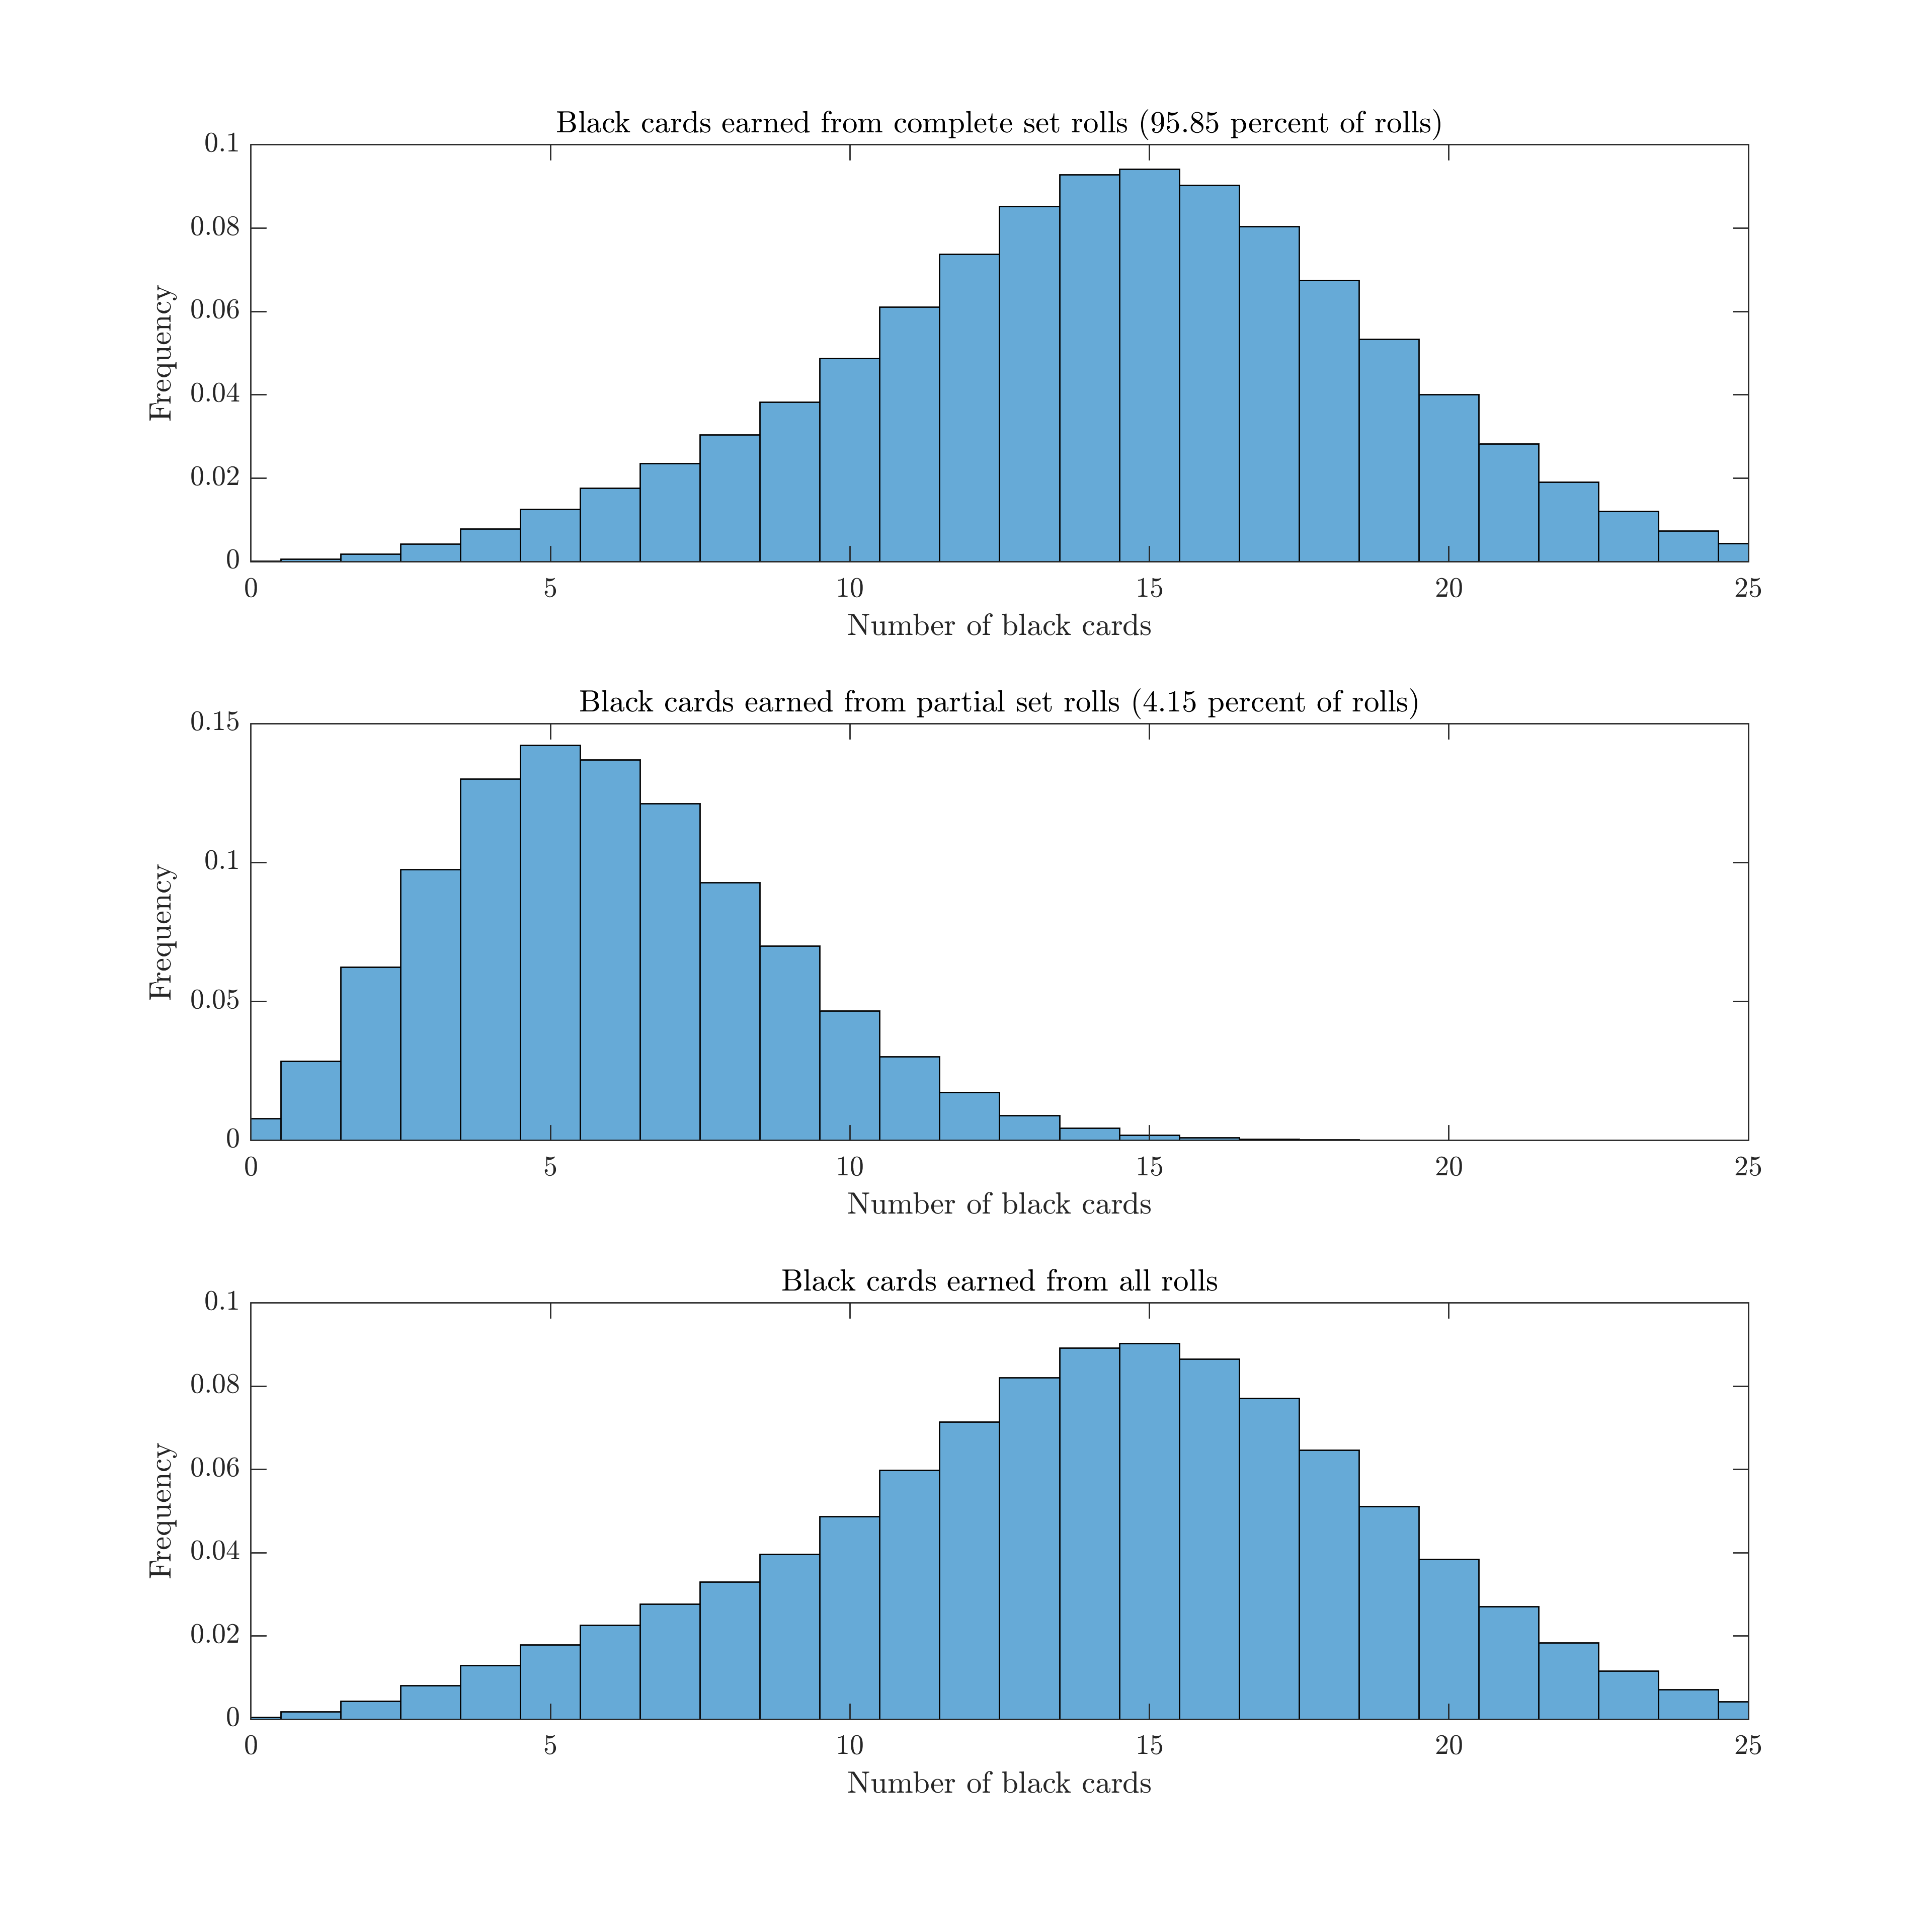 Black cards earned from complete set rolls (95.85 percent of rolls)
0.1
0.08
0.06
0.04
0.02
0
Frequency
0 5 10 15 20 25
Number of black cards
Black cards earned from partial set rolls (4.15 percent of rolls)
0.15
0.1
0.05
0
Frequency
0 5 10 15 20 25
Number of black cards
Black cards earned from all rolls
0.1
0.08
0.06
0.04
0.02
0
Frequency
0 5 10 15 20 25
Number of black cards